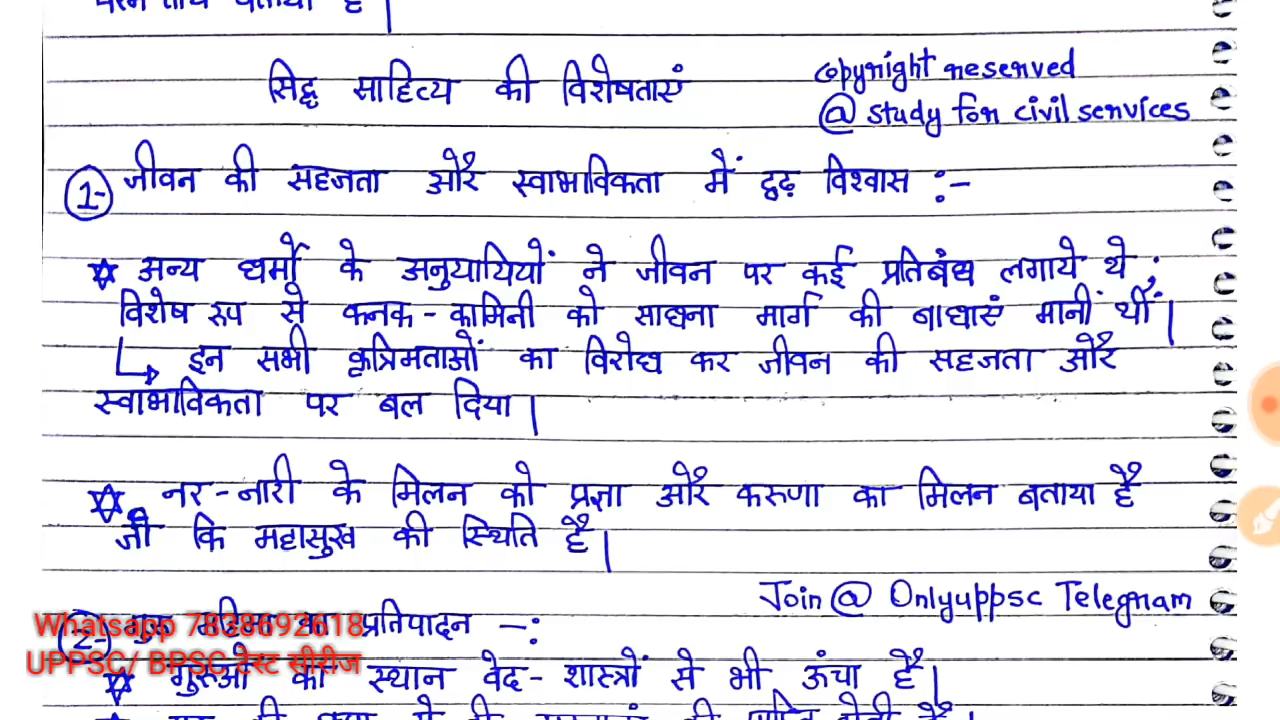 सिद्ध साहित्य की विशेषताएं
copyright reserved
@ study for civil services
1- जीवन की सहजता और स्वाभाविकता में दृढ़ विश्वास :-
☆ अन्य धर्मों के अनुयायियों ने जीवन पर कई प्रतिबंध लगाये थे ;
विशेष रूप से कनक - कामिनी को साधना मार्ग की बाधाएं मानीं थीं।
↳ इन सभी कृत्रिमताओं का विरोध कर जीवन की सहजता और
स्वाभाविकता पर बल दिया।
☆ नर - नारी के मिलन को प्रज्ञा और करुणा का मिलन बताया है
जो कि महासुख की स्थिति है।
Join @ Onlyuppsc Telegram
2- प्रतिपादन -:
Whatsapp 7838692618
UPPSC/ BPSC टेस्ट सीरीज
☆ गुरुओं का स्थान वेद - शास्त्रों से भी ऊंचा है।